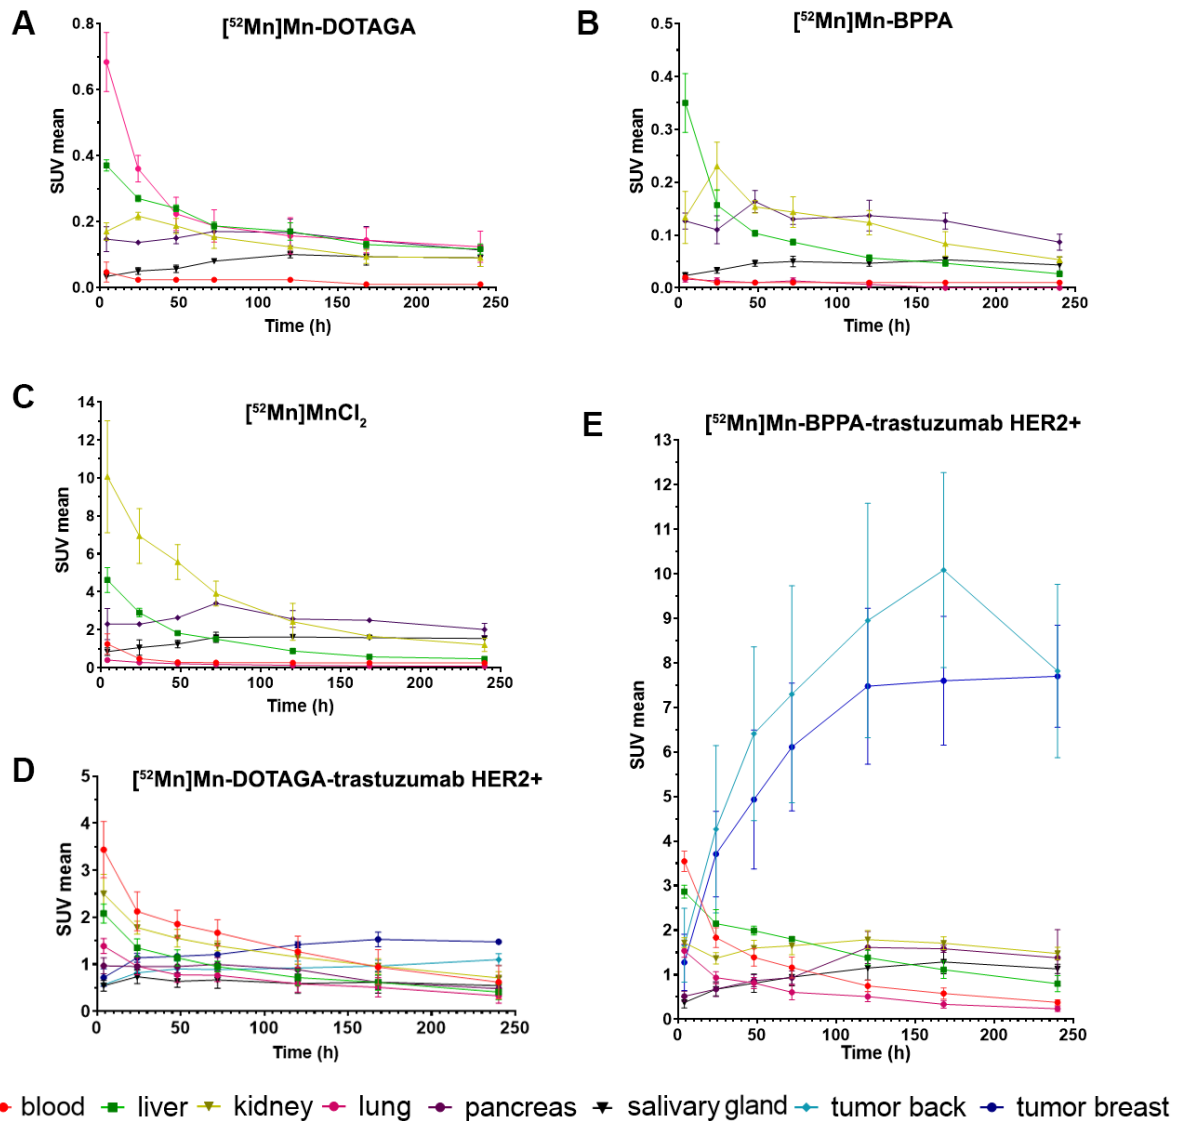 A
[⁵²Mn]Mn-DOTAGA
SUV mean
0.8
0.6
0.4
0.2
0.0
0 50 100 150 200 250
Time (h)
B
[⁵²Mn]Mn-BPPA
SUV mean
0.5
0.4
0.3
0.2
0.1
0.0
0 50 100 150 200 250
Time (h)
C
[⁵²Mn]MnCl₂
SUV mean
14
12
10
8
6
4
2
0
0 50 100 150 200 250
Time (h)
D
[⁵²Mn]Mn-DOTAGA-trastuzumab HER2+
SUV mean
5
4
3
2
1
0
0 50 100 150 200 250
Time (h)
E
[⁵²Mn]Mn-BPPA-trastuzumab HER2+
SUV mean
13
12
11
10
9
8
7
6
5
4
3
2
1
0
0 50 100 150 200 250
Time (h)
blood liver kidney lung pancreas salivary gland tumor back tumor breast